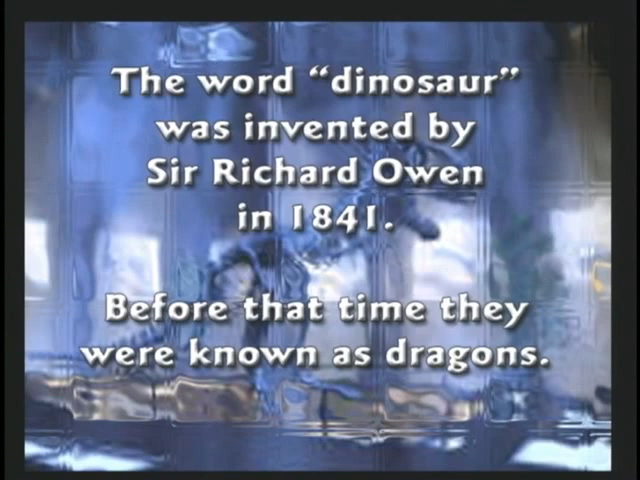 The word “dinosaur”
was invented by
Sir Richard Owen
in 1841.
Before that time they
were known as dragons.